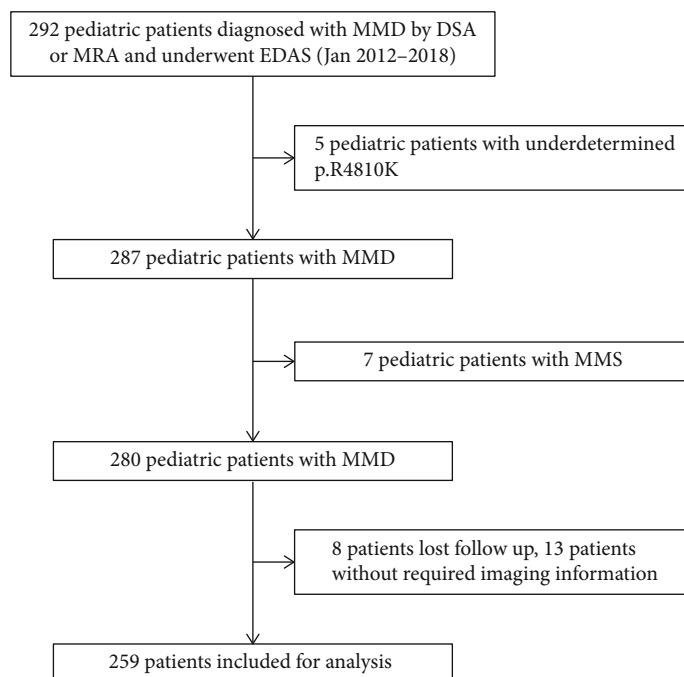 292 pediatric patients diagnosed with MMD by DSA
or MRA and underwent EDAS (Jan 2012–2018)
5 pediatric patients with underdetermined
p.R4810K
287 pediatric patients with MMD
7 pediatric patients with MMS
280 pediatric patients with MMD
8 patients lost follow up, 13 patients
without required imaging information
259 patients included for analysis